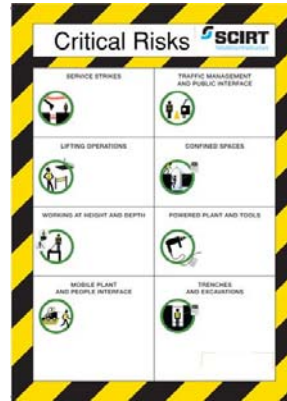 Critical Risks
SCIRT
SERVICE STRIKES
TRAFFIC MANAGEMENT
AND PUBLIC INTERFACE
LIFTING OPERATIONS
CONFINED SPACES
WORKING AT HEIGHT AND DEPTH
POWERED PLANT AND TOOLS
MOBILE PLANT
AND PEOPLE INTERFACE
TRENCHES
AND EXCAVATIONS